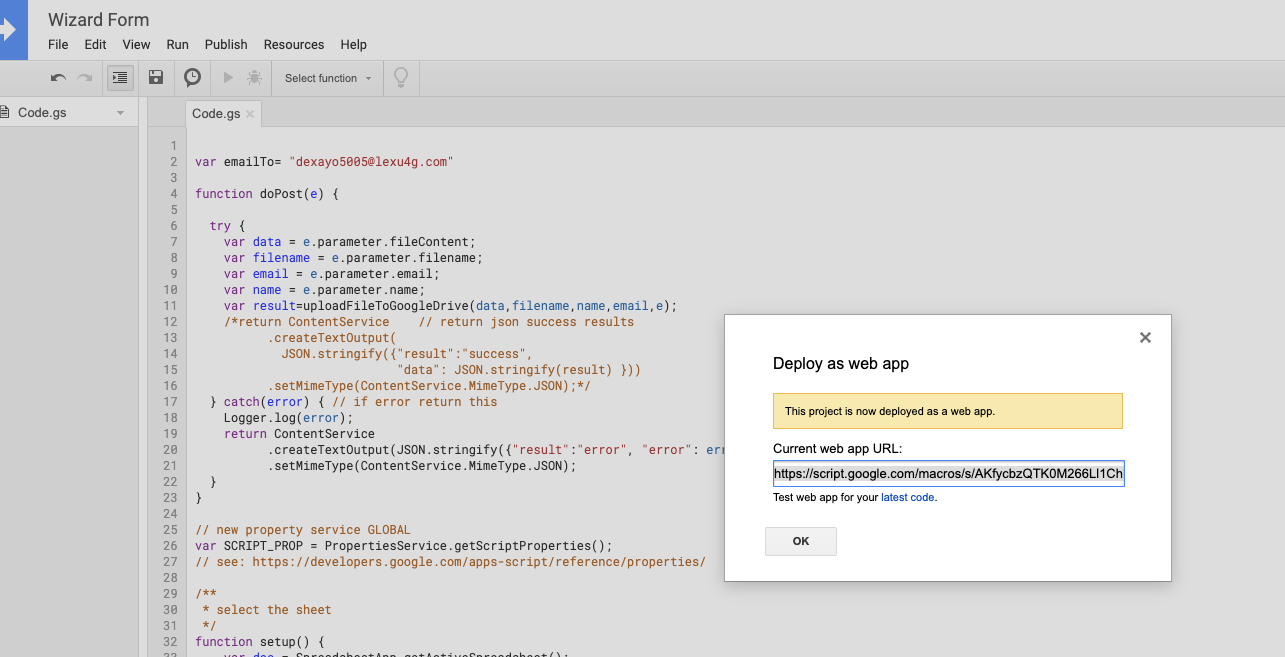 Wizard Form
File Edit View Run Publish Resources Help
Select function
Code.gs
Code.gs
1
2 var emailTo= "dexayo5005@lexu4g.com"
3
4 function doPost(e) {
5
6 try {
7 var data = e.parameter.fileContent;
8 var filename = e.parameter.filename;
9 var email = e.parameter.email;
10 var name = e.parameter.name;
11 var result=uploadFileToGoogleDrive(data,filename,name,email,e);
12 /*return ContentService // return json success results
13 .createTextOutput(
14 JSON.stringify({"result":"success",
15 "data": JSON.stringify(result) }))
16 .setMimeType(ContentService.MimeType.JSON);*/
17 } catch(error) { // if error return this
18 Logger.log(error);
19 return ContentService
20 .createTextOutput(JSON.stringify({"result":"error", "error": err
21 .setMimeType(ContentService.MimeType.JSON);
22 }
23 }
24
25 // new property service GLOBAL
26 var SCRIPT_PROP = PropertiesService.getScriptProperties();
27 // see: https://developers.google.com/apps-script/reference/properties/
28
29 /**
30 * select the sheet
31 */
32 function setup() {
33 var doc = SpreadsheetApp.getActiveSpreadsheet();
Deploy as web app
This project is now deployed as a web app.
Current web app URL:
https://script.google.com/macros/s/AKfycbzQTK0M266Ll1Ch
Test web app for your latest code.
OK